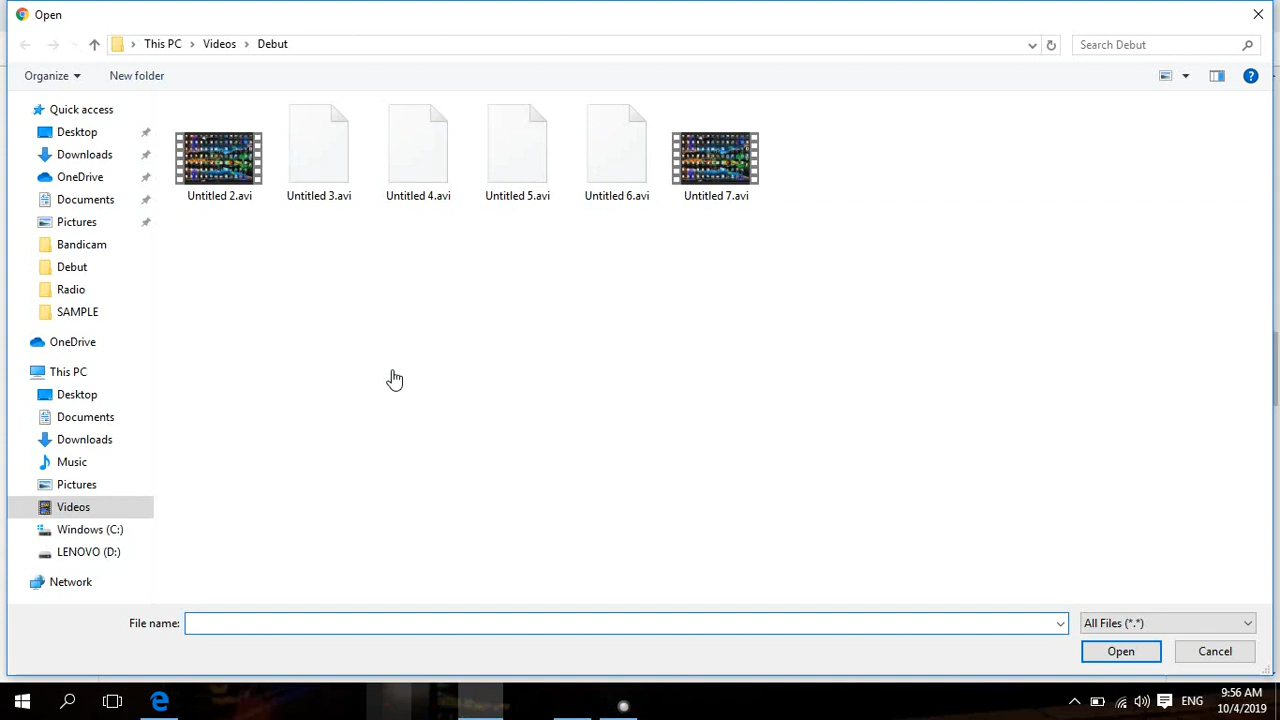 Open
This PC Videos Debut
Search Debut
Organize New folder
Quick access
Desktop
Downloads
OneDrive
Documents
Pictures
Bandicam
Debut
Radio
SAMPLE
OneDrive
This PC
Desktop
Documents
Downloads
Music
Pictures
Videos
Windows (C:)
LENOVO (D:)
Network
Untitled 2.avi Untitled 3.avi Untitled 4.avi Untitled 5.avi Untitled 6.avi Untitled 7.avi
File name:
All Files (*.*)
Open Cancel
ENG
9:56 AM
10/4/2019